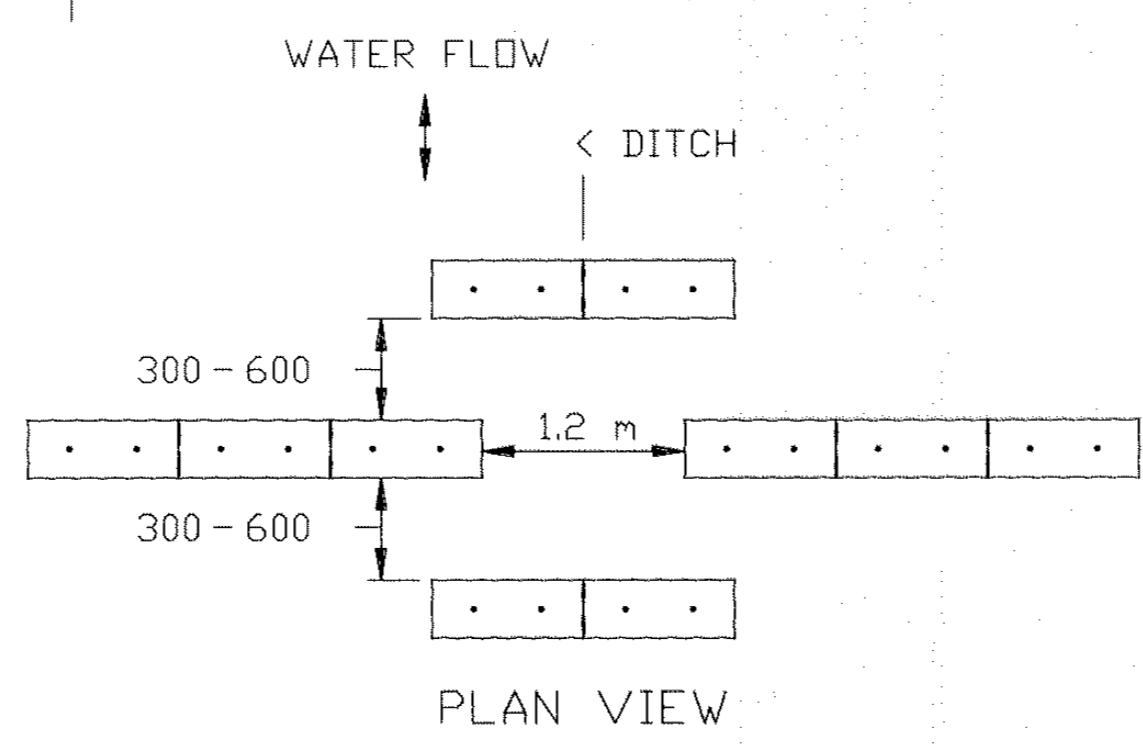 WATER FLOW
< DITCH
300 - 600
1.2 m
300 - 600
PLAN VIEW